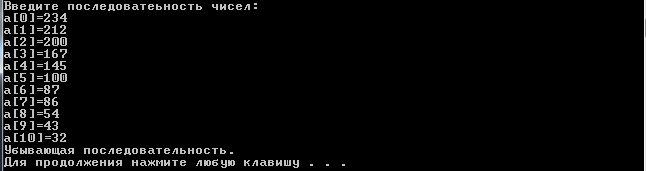 Введите последоватеьность чисел:
a[0]=234
a[1]=212
a[2]=200
a[3]=167
a[4]=145
a[5]=100
a[6]=87
a[7]=86
a[8]=54
a[9]=43
a[10]=32
Убывающая последовательность.
Для продолжения нажмите любую клавишу . . .